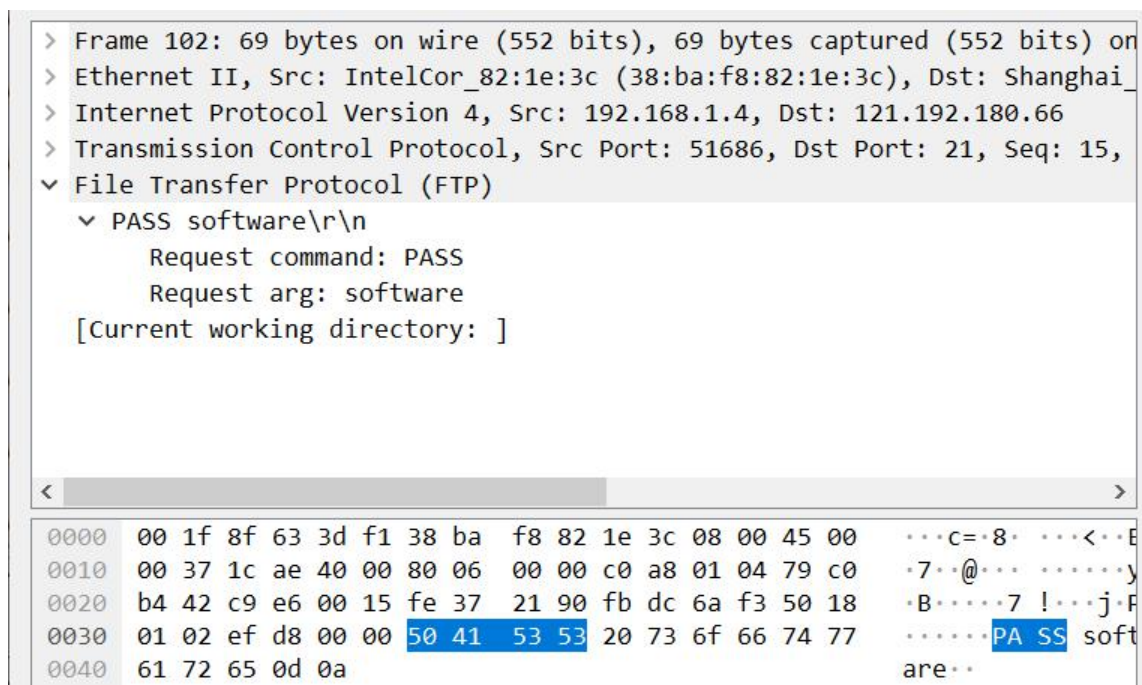 > Frame 102: 69 bytes on wire (552 bits), 69 bytes captured (552 bits) on
> Ethernet II, Src: IntelCor_82:1e:3c (38:ba:f8:82:1e:3c), Dst: Shanghai_
> Internet Protocol Version 4, Src: 192.168.1.4, Dst: 121.192.180.66
> Transmission Control Protocol, Src Port: 51686, Dst Port: 21, Seq: 15,
File Transfer Protocol (FTP)
PASS software\r\n
Request command: PASS
Request arg: software
[Current working directory: ]
0000 00 1f 8f 63 3d f1 38 ba f8 82 1e 3c 08 00 45 00 ···c=·8· ···<··E
0010 00 37 1c ae 40 00 80 06 00 00 c0 a8 01 04 79 c0 ·7··@··· ······y
0020 b4 42 c9 e6 00 15 fe 37 21 90 fb dc 6a f3 50 18 ·B·····7 !···j·P
0030 01 02 ef d8 00 00 50 41 53 53 20 73 6f 66 74 77 ······PA SS soft
0040 61 72 65 0d 0a are··